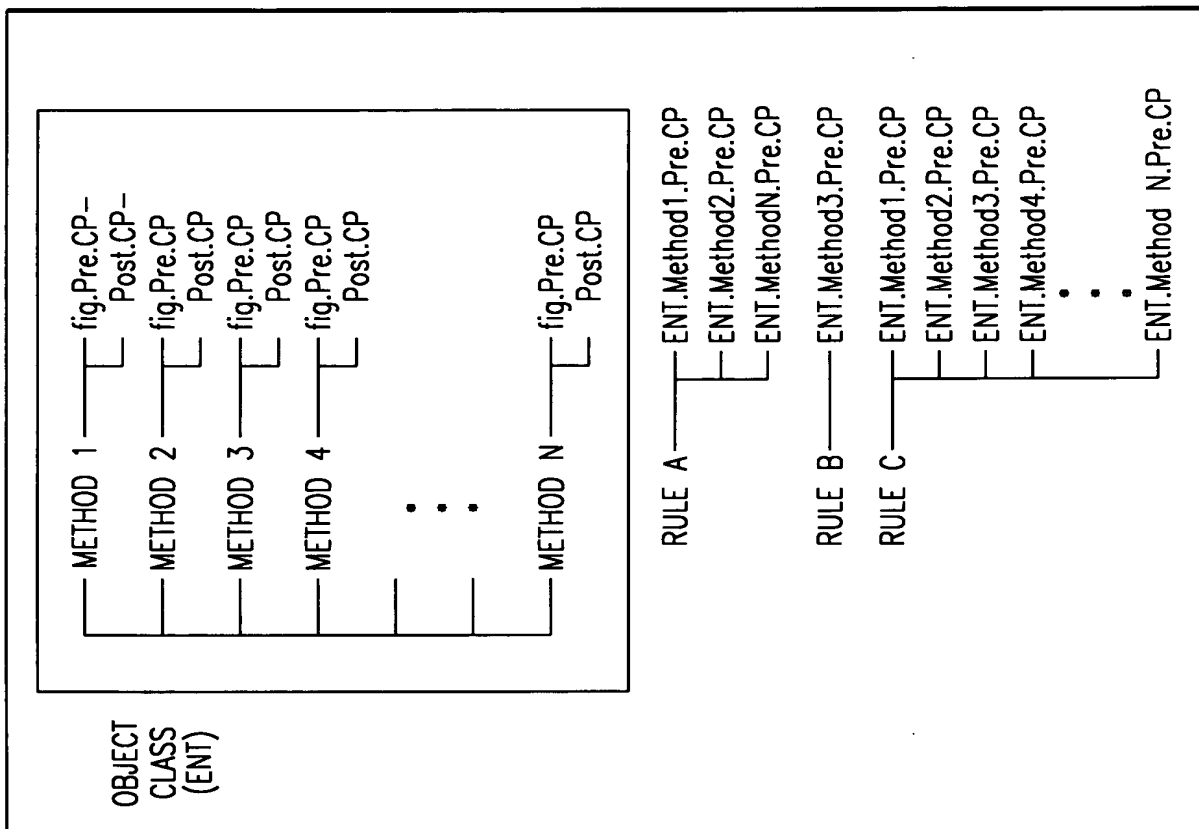 OBJECT
CLASS
(ENT)
METHOD 1 fig.Pre.CP-
Post.CP-
METHOD 2 fig.Pre.CP
Post.CP
METHOD 3 fig.Pre.CP
Post.CP
METHOD 4 fig.Pre.CP
Post.CP
METHOD N fig.Pre.CP
Post.CP
RULE A ENT.Method1.Pre.CP
ENT.Method2.Pre.CP
ENT.MethodN.Pre.CP
RULE B ENT.Method3.Pre.CP
RULE C ENT.Method1.Pre.CP
ENT.Method2.Pre.CP
ENT.Method3.Pre.CP
ENT.Method4.Pre.CP
ENT.Method N.Pre.CP